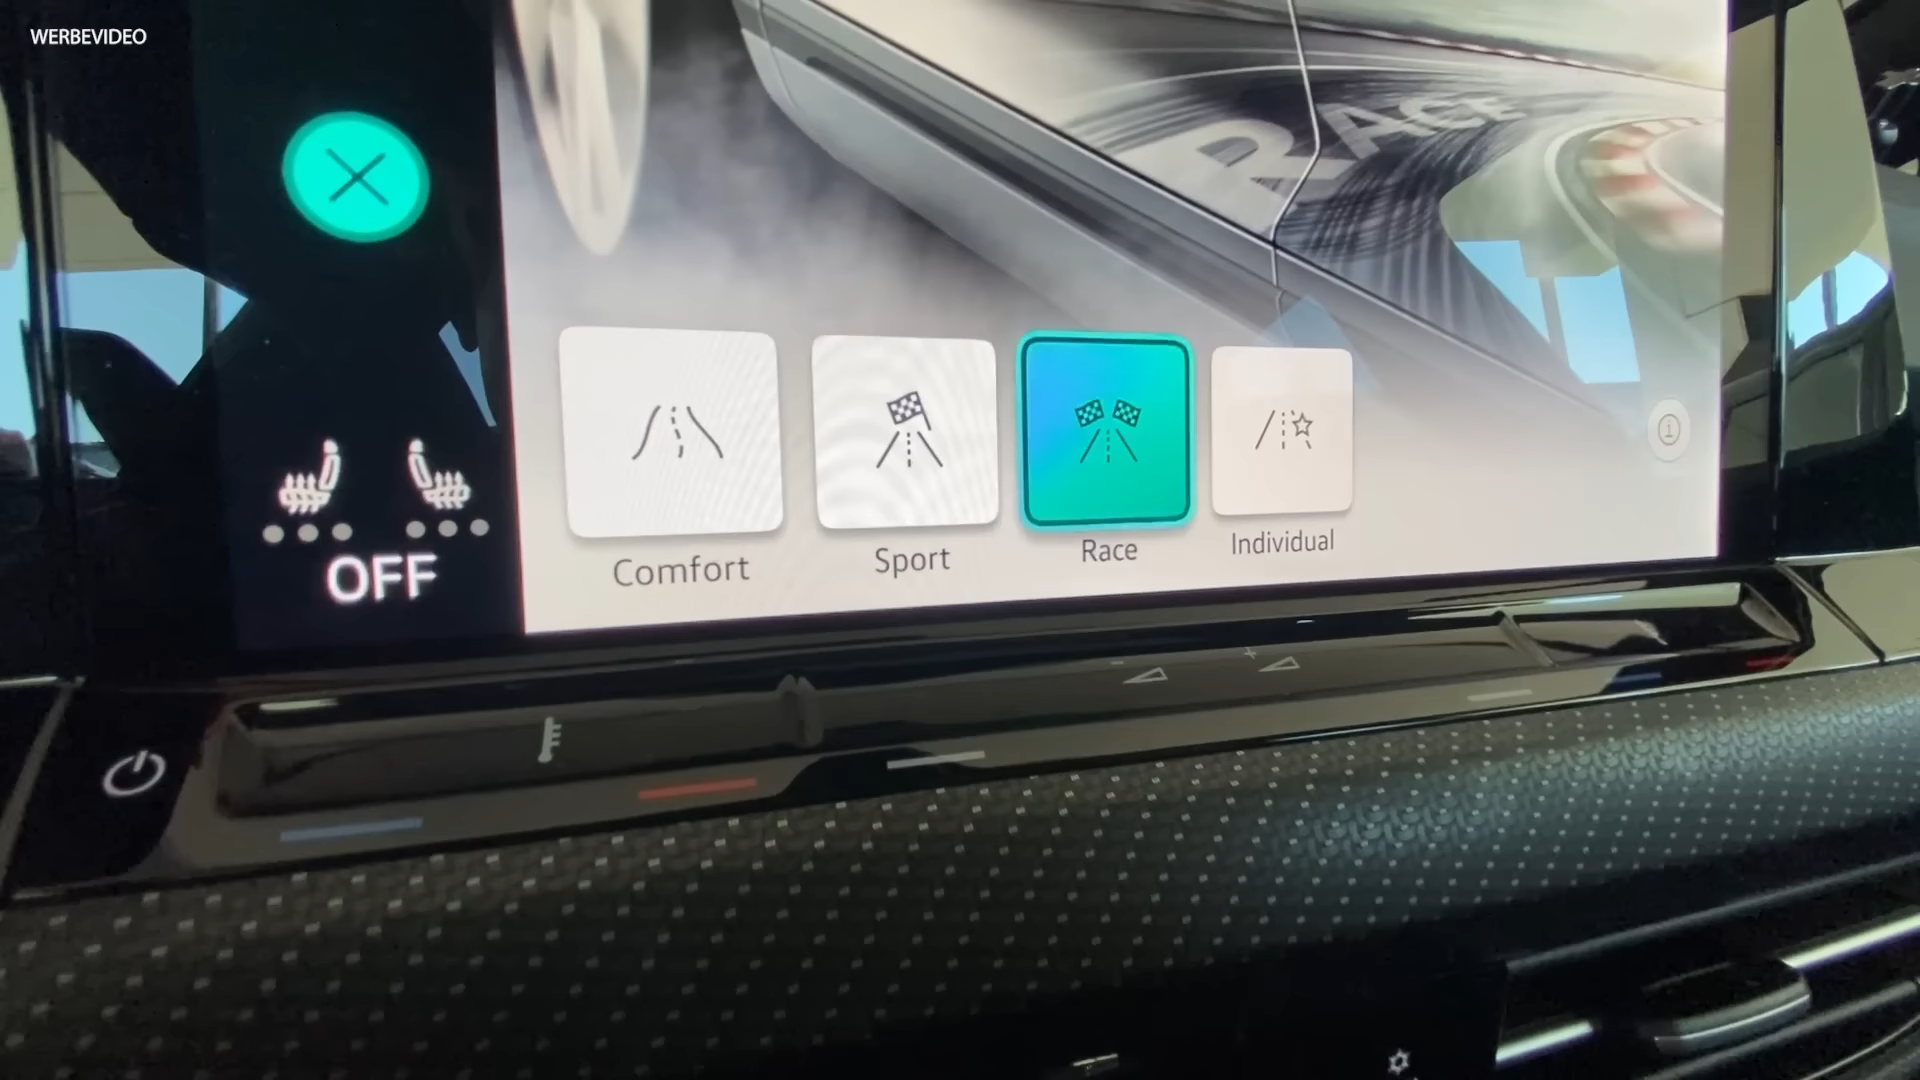 WERBEVIDEO
RACE
OFF
Comfort
Sport
Race
Individual